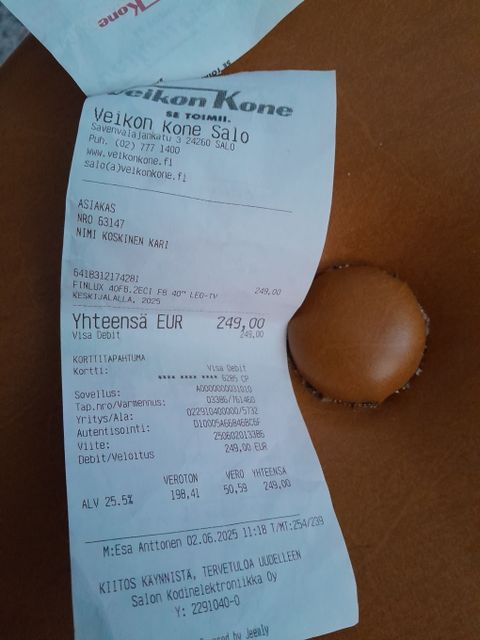 Kone
Veikon Kone
SE TOIMII.
Veikon Kone Salo
Savenvalajankatu 3 24260 SALO
Puh. (02) 777 1400
www.veikonkone.fi
salo(a)veikonkone.fi
ASIAKAS
NRO 63147
NIMI KOSKINEN KARI
6418312174281
FINLUX 40FB.2ECI FB 40" LED-TV 249,00
KESKIJALALLA, 2025
Yhteensä EUR 249,00
Visa Debit 249,00
KORTTITAPAHTUMA
Kortti: Visa Debit
**** **** **** 6285 CP
Sovellus: A0000000031010
Tap.nro/Varmennus: 03386/761460
Yritys/Ala: 022910400000/5732
Autentisointi: D10005A66846BC6F
Viite: 250602013386
Debit/Veloitus 249,00 EUR
VEROTON VERO YHTEENSA
ALV 25.5% 198,41 50,59 249,00
M:Esa Anttonen 02.06.2025 11:18 T/MT:254/239
KIITOS KÄYNNISTÄ, TERVETULOA UUDELLEEN
Salon Kodinelektroniikka Oy
Y: 2291040-0
by Jeemly